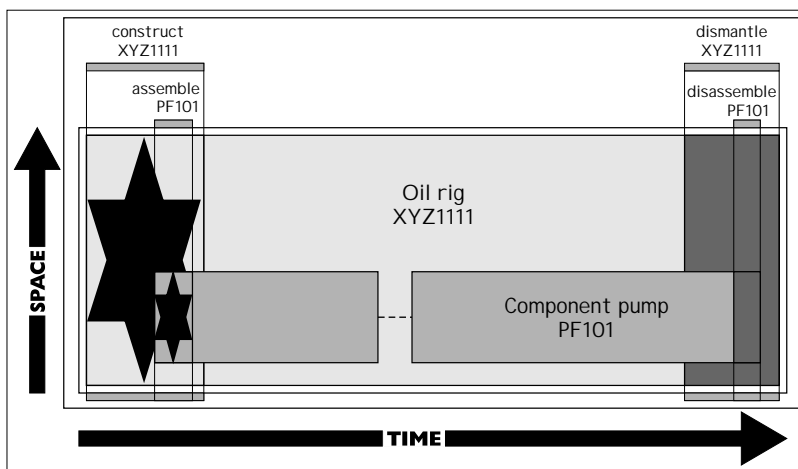 construct
XYZ1111
dismantle
XYZ1111
assemble
PF101
disassemble
PF101
Oil rig
XYZ1111
SPACE
Component pump
PF101
TIME